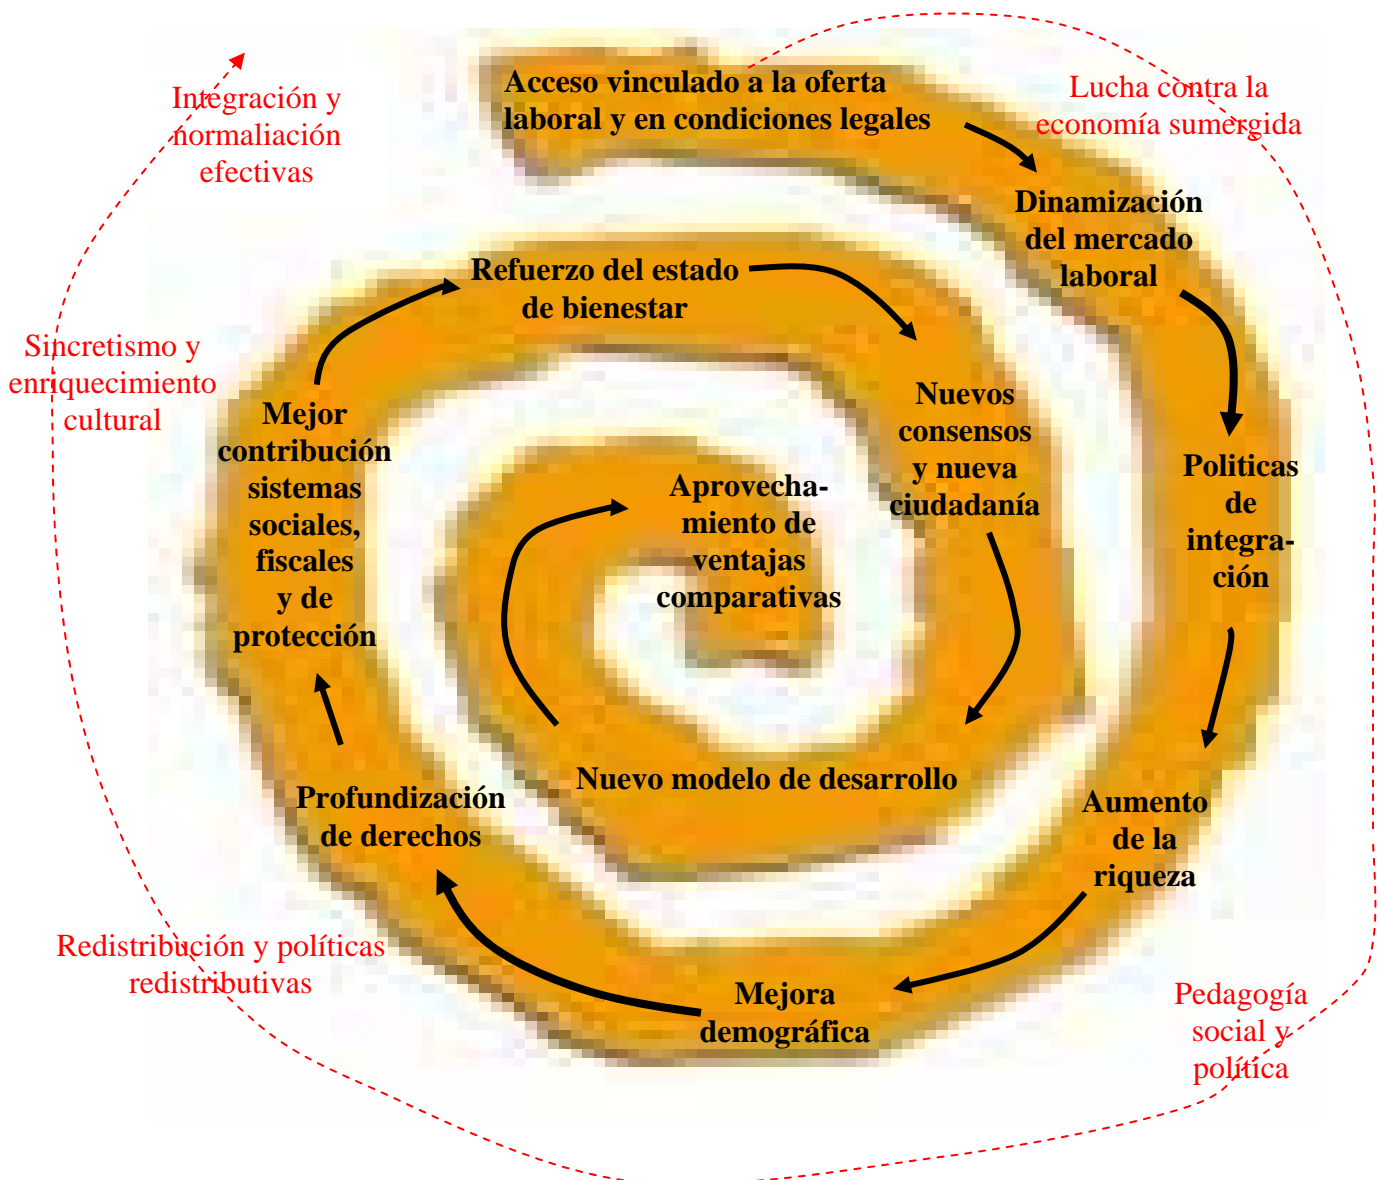 Acceso vinculado a la oferta
laboral y en condiciones legales
Lucha contra la
economía sumergida
Dinamización
del mercado
laboral
Politicas
de
integra-
ción
Aumento
de la
riqueza
Pedagogía
social y
política
Mejora
demográfica
Profundización
de derechos
Redistribución y políticas
redistributivas
Mejor
contribución
sistemas
sociales,
fiscales
y de
protección
Sincretismo y
enriquecimiento
cultural
Integración y
normaliación
efectivas
Refuerzo del estado
de bienestar
Nuevos
consensos
y nueva
ciudadanía
Nuevo modelo de desarrollo
Aprovecha-
miento de
ventajas
comparativas